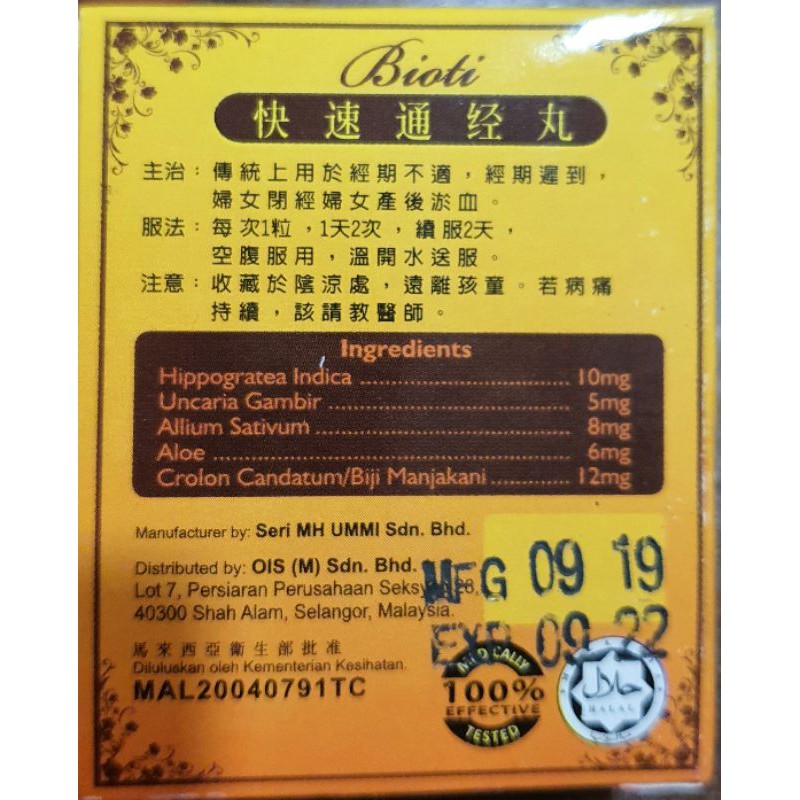 Bioti
快速通经丸
主治：傳統上用於經期不適，經期遲到，
婦女閉經婦女產後淤血。
服法：每次1粒，1天2次，續服2天，
空腹服用，溫開水送服。
注意：收藏於陰涼處，遠離孩童。若病痛
持續，該請教醫師。
Ingredients
Hippogratea Indica ........ 10mg
Uncaria Gambir ........ 5mg
Allium Sativum ........ 8mg
Aloe ........ 6mg
Crolon Candatum/Biji Manjakani ........ 12mg
Manufacturer by: Seri MH UMMI Sdn. Bhd.
Distributed by: OIS (M) Sdn. Bhd.
Lot 7, Persiaran Perusahaan
40300 Shah Alam, Selangor, Malaysia.
MFG 09 19
EXP 09 22
馬來西亞衛生部批准
Diluluskan oleh Kementerian Kesihatan.
MAL20040791TC
MEDICALLY
100%
EFFECTIVE
TESTED
حلال
HALAL